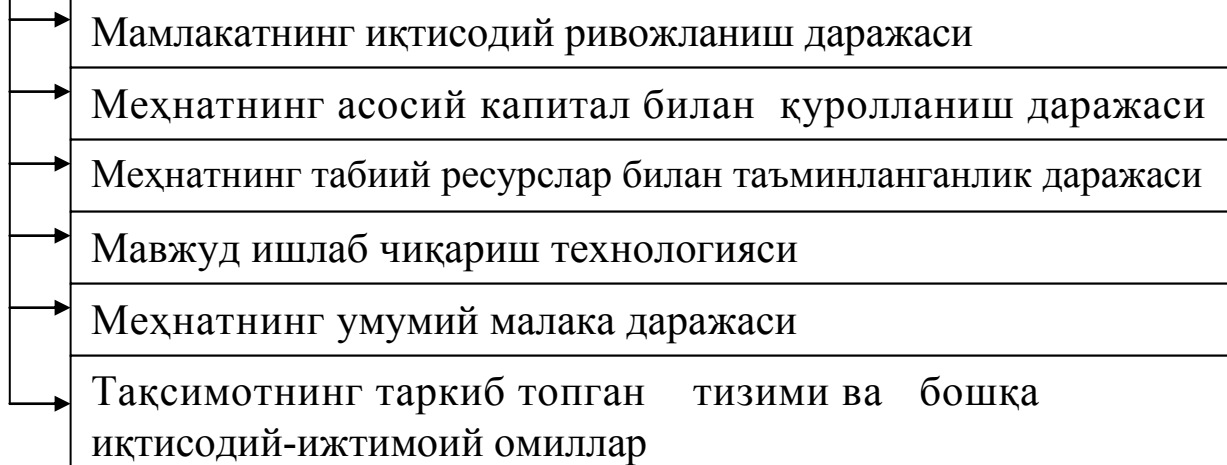 Мамлакатнинг иқтисодий ривожланиш даражаси
Меҳнатнинг асосий капитал билан қуролланиш даражаси
Меҳнатнинг табиий ресурслар билан таъминланганлик даражаси
Мавжуд ишлаб чиқариш технологияси
Меҳнатнинг умумий малака даражаси
Тақсимотнинг таркиб топган тизими ва бошқа
иқтисодий-ижтимоий омиллар